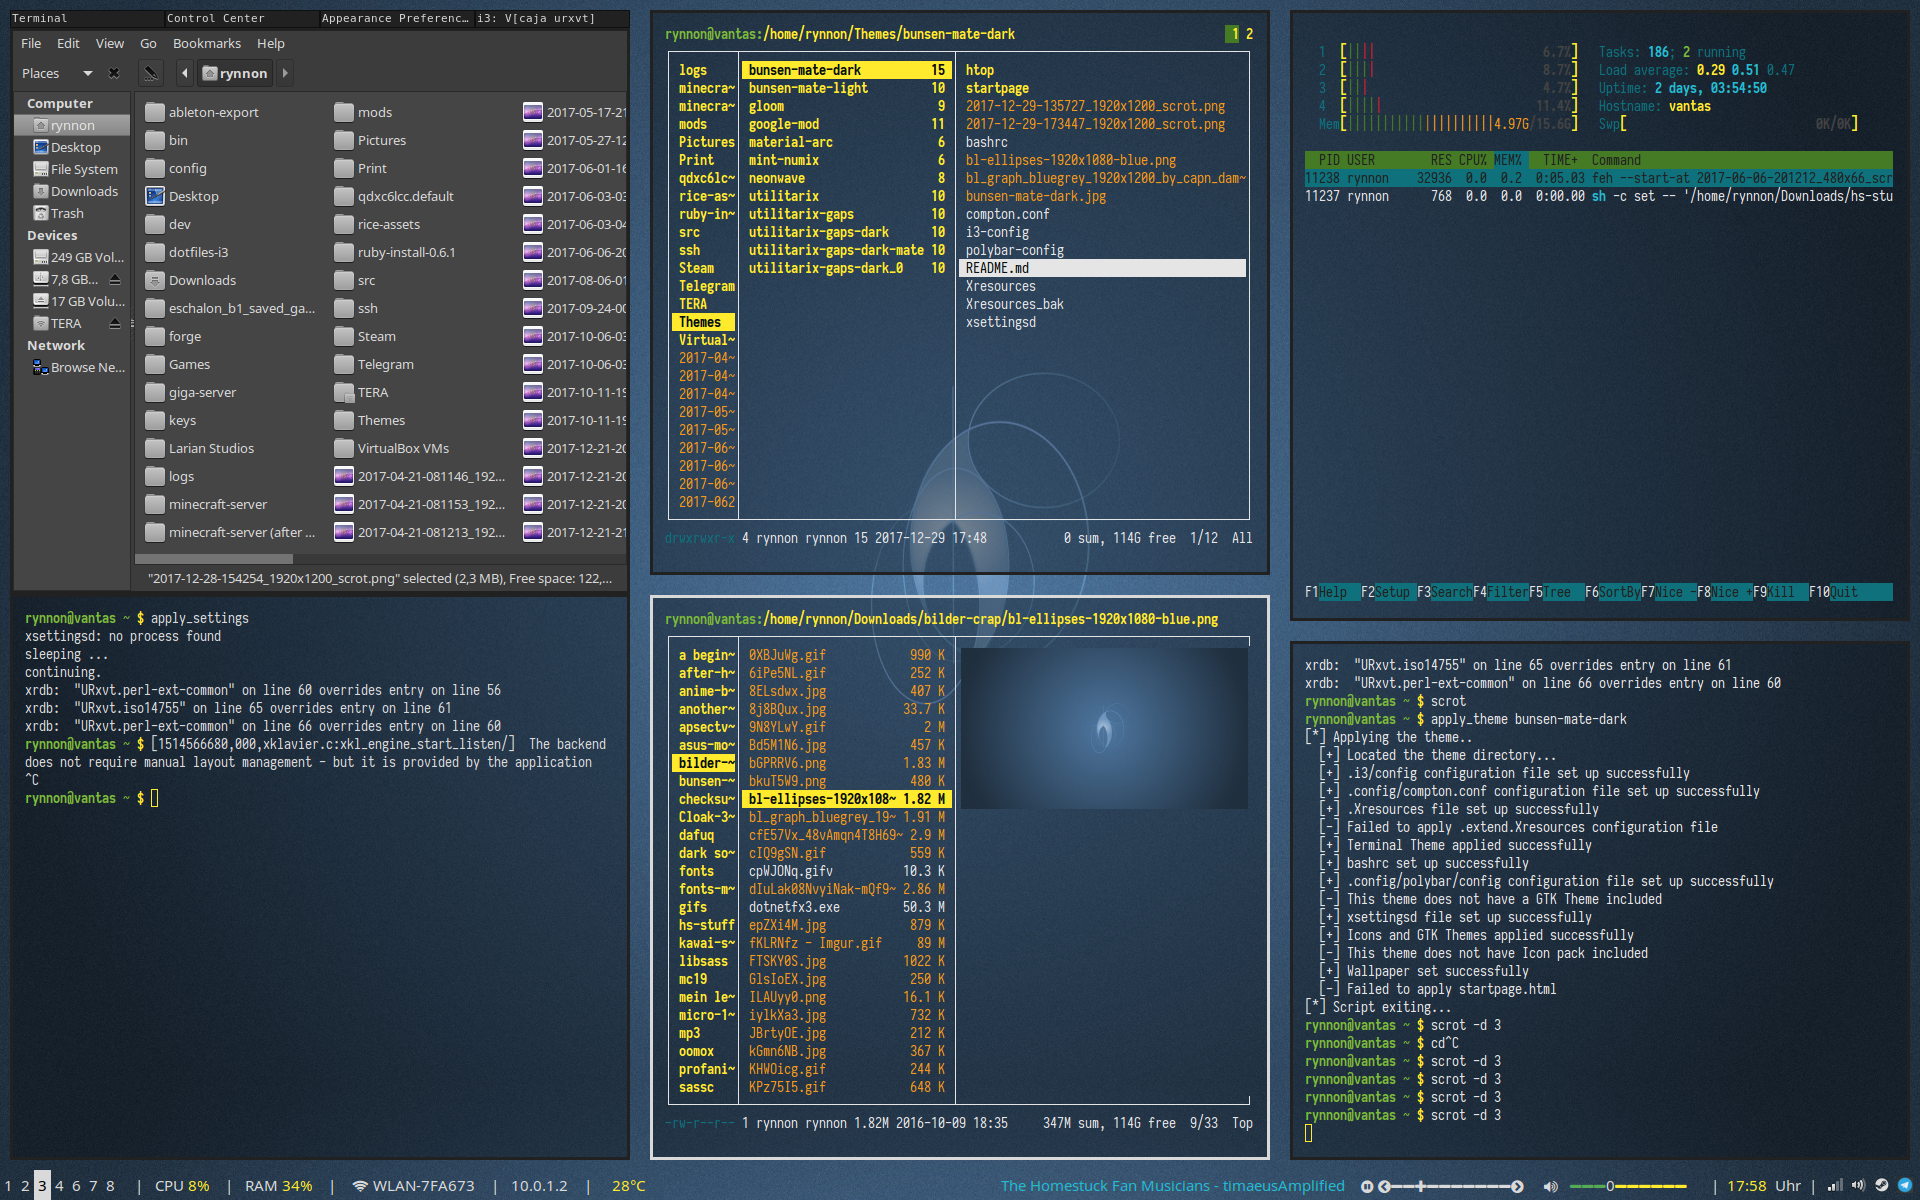 Terminal
Control Center
Appearance Preferenc…
i3: V[caja urxvt]
File Edit View Go Bookmarks Help
Places
rynnon
Computer
rynnon
Desktop
File System
Downloads
Trash
Devices
249 GB Vol...
7,8 GB...
17 GB Volu...
TERA
Network
Browse Ne...
ableton-export
bin
config
Desktop
dev
dotfiles-i3
Downloads
eschalon_b1_saved_ga...
forge
Games
giga-server
keys
Larian Studios
logs
minecraft-server
minecraft-server (after ...
mods
Pictures
Print
qdxc6lcc.default
rice-assets
ruby-install-0.6.1
src
ssh
Steam
Telegram
TERA
Themes
VirtualBox VMs
2017-04-21-081146_192...
2017-04-21-081153_192...
2017-04-21-081213_192...
2017-05-17-21
2017-05-27-12
2017-06-01-16
2017-06-03-03
2017-06-03-04
2017-06-06-20
2017-08-06-01
2017-09-24-00
2017-10-06-03
2017-10-06-03
2017-10-11-19
2017-10-11-19
2017-12-21-20
2017-12-21-20
2017-12-21-20
2017-12-21-21
"2017-12-28-154254_1920x1200_scrot.png" selected (2,3 MB), Free space: 122,...
rynnon@vantas ~ $ apply_settings
xsettingsd: no process found
sleeping ...
continuing.
xrdb:  "URxvt.perl-ext-common" on line 60 overrides entry on line 56
xrdb:  "URxvt.iso14755" on line 65 overrides entry on line 61
xrdb:  "URxvt.perl-ext-common" on line 66 overrides entry on line 60
rynnon@vantas ~ $ [1514566680,000,xklavier.c:xkl_engine_start_listen/]  The backend
does not require manual layout management - but it is provided by the application
^C
rynnon@vantas ~ $
rynnon@vantas:/home/rynnon/Themes/bunsen-mate-dark 1 2
logs
minecra~
minecra~
mods
Pictures
Print
qdxc6lc~
rice-as~
ruby-in~
src
ssh
Steam
Telegram
TERA
Themes
Virtual~
2017-04~
2017-04~
2017-04~
2017-05~
2017-05~
2017-06~
2017-06~
2017-06~
2017-062
bunsen-mate-dark 15
bunsen-mate-light 10
gloom 9
google-mod 11
material-arc 6
mint-numix 6
neonwave 8
utilitarix 10
utilitarix-gaps 10
utilitarix-gaps-dark 10
utilitarix-gaps-dark-mate 10
utilitarix-gaps-dark_0 10
htop
startpage
2017-12-29-135727_1920x1200_scrot.png
2017-12-29-173447_1920x1200_scrot.png
bashrc
bl-ellipses-1920x1080-blue.png
bl_graph_bluegrey_1920x1200_by_capn_dam~
bunsen-mate-dark.jpg
compton.conf
i3-config
polybar-config
README.md
Xresources
Xresources_bak
xsettingsd
drwxrwxr-x 4 rynnon rynnon 15 2017-12-29 17:48 0 sum, 114G free 1/12 All
rynnon@vantas:/home/rynnon/Downloads/bilder-crap/bl-ellipses-1920x1080-blue.png
a begin~
after-h~
anime-b~
another~
apsectv~
asus-mo~
bilder-~
bunsen-~
checksu~
Cloak-3~
dafuq
dark so~
fonts
fonts-m~
gifs
hs-stuff
kawai-s~
libsass
mc19
mein le~
micro-1~
mp3
oomox
profani~
sassc
0XBJuWg.gif 990 K
6iPe5NL.gif 252 K
8ELsdwx.jpg 407 K
8j8BQux.jpg 33.7 K
9N8YLwY.gif 2 M
Bd5M1N6.jpg 457 K
bGPRRV6.png 1.83 M
bkuT5W9.png 480 K
bl-ellipses-1920x108~ 1.82 M
bl_graph_bluegrey_19~ 1.91 M
cfE57Vx_48vAmqn4T8H69~ 2.9 M
cIQ9gSN.gif 559 K
cpWJONq.gifv 10.3 K
dIuLak08NvyiNak-mQf9~ 2.86 M
dotnetfx3.exe 50.3 M
epZXi4M.jpg 879 K
fKLRNfz - Imgur.gif 89 M
FTSKY0S.jpg 1022 K
GlsIoEX.jpg 250 K
ILAUyy0.png 16.1 K
iylkXa3.jpg 732 K
JBrtyOE.jpg 212 K
kGmn6NB.jpg 367 K
KHWOicg.gif 244 K
KPz75I5.gif 648 K
-rw-r--r-- 1 rynnon rynnon 1.82M 2016-10-09 18:35 347M sum, 114G free 9/33 Top
1 [|||| 6.7%]
2 [|||| 8.7%]
3 [||| 4.7%]
4 [||||| 11.4%]
Mem[|||||||||||||||||||||4.97G/15.6G]
Tasks: 186; 2 running
Load average: 0.29 0.51 0.47
Uptime: 2 days, 03:54:50
Hostname: vantas
Swp[ 0K/0K]
PID USER RES CPU% MEM% TIME+ Command
11238 rynnon 32936 0.0 0.2 0:05.03 feh --start-at 2017-06-06-201212_480x66_scr
11237 rynnon 768 0.0 0.0 0:00.00 sh -c set -- '/home/rynnon/Downloads/hs-stu
F1Help F2Setup F3SearchF4FilterF5Tree F6SortByF7Nice -F8Nice +F9Kill F10Quit
xrdb:  "URxvt.iso14755" on line 65 overrides entry on line 61
xrdb:  "URxvt.perl-ext-common" on line 66 overrides entry on line 60
rynnon@vantas ~ $ scrot
rynnon@vantas ~ $ apply_theme bunsen-mate-dark
[*] Applying the theme..
[+] Located the theme directory...
[+] .i3/config configuration file set up successfully
[+] .config/compton.conf configuration file set up successfully
[+] .Xresources file set up successfully
[-] Failed to apply .extend.Xresources configuration file
[+] Terminal Theme applied successfully
[+] bashrc set up successfully
[+] .config/polybar/config configuration file set up successfully
[-] This theme does not have a GTK Theme included
[+] xsettingsd file set up successfully
[+] Icons and GTK Themes applied successfully
[-] This theme does not have Icon pack included
[+] Wallpaper set successfully
[-] Failed to apply startpage.html
[*] Script exiting...
rynnon@vantas ~ $ scrot -d 3
rynnon@vantas ~ $ cd^C
rynnon@vantas ~ $ scrot -d 3
rynnon@vantas ~ $ scrot -d 3
rynnon@vantas ~ $ scrot -d 3
rynnon@vantas ~ $ scrot -d 3
1 2 3 4 6 7 8 | CPU 8% | RAM 34% | WLAN-7FA673 | 10.0.1.2 | 28°C
The Homestuck Fan Musicians - timaeusAmplified
| 17:58 Uhr |